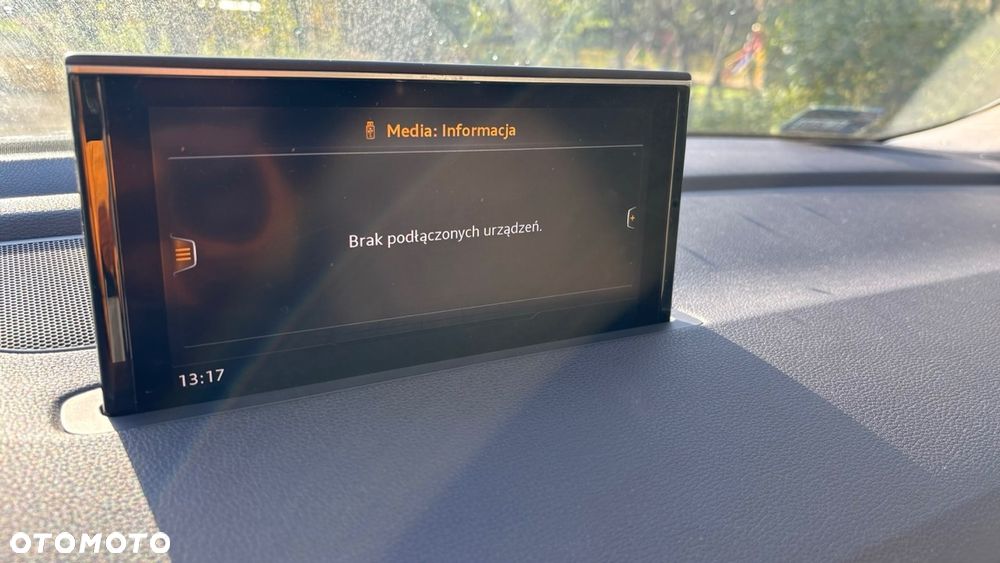 Media: Informacja
Brak podłączonych urządzeń.
13:17
OTOMOTO